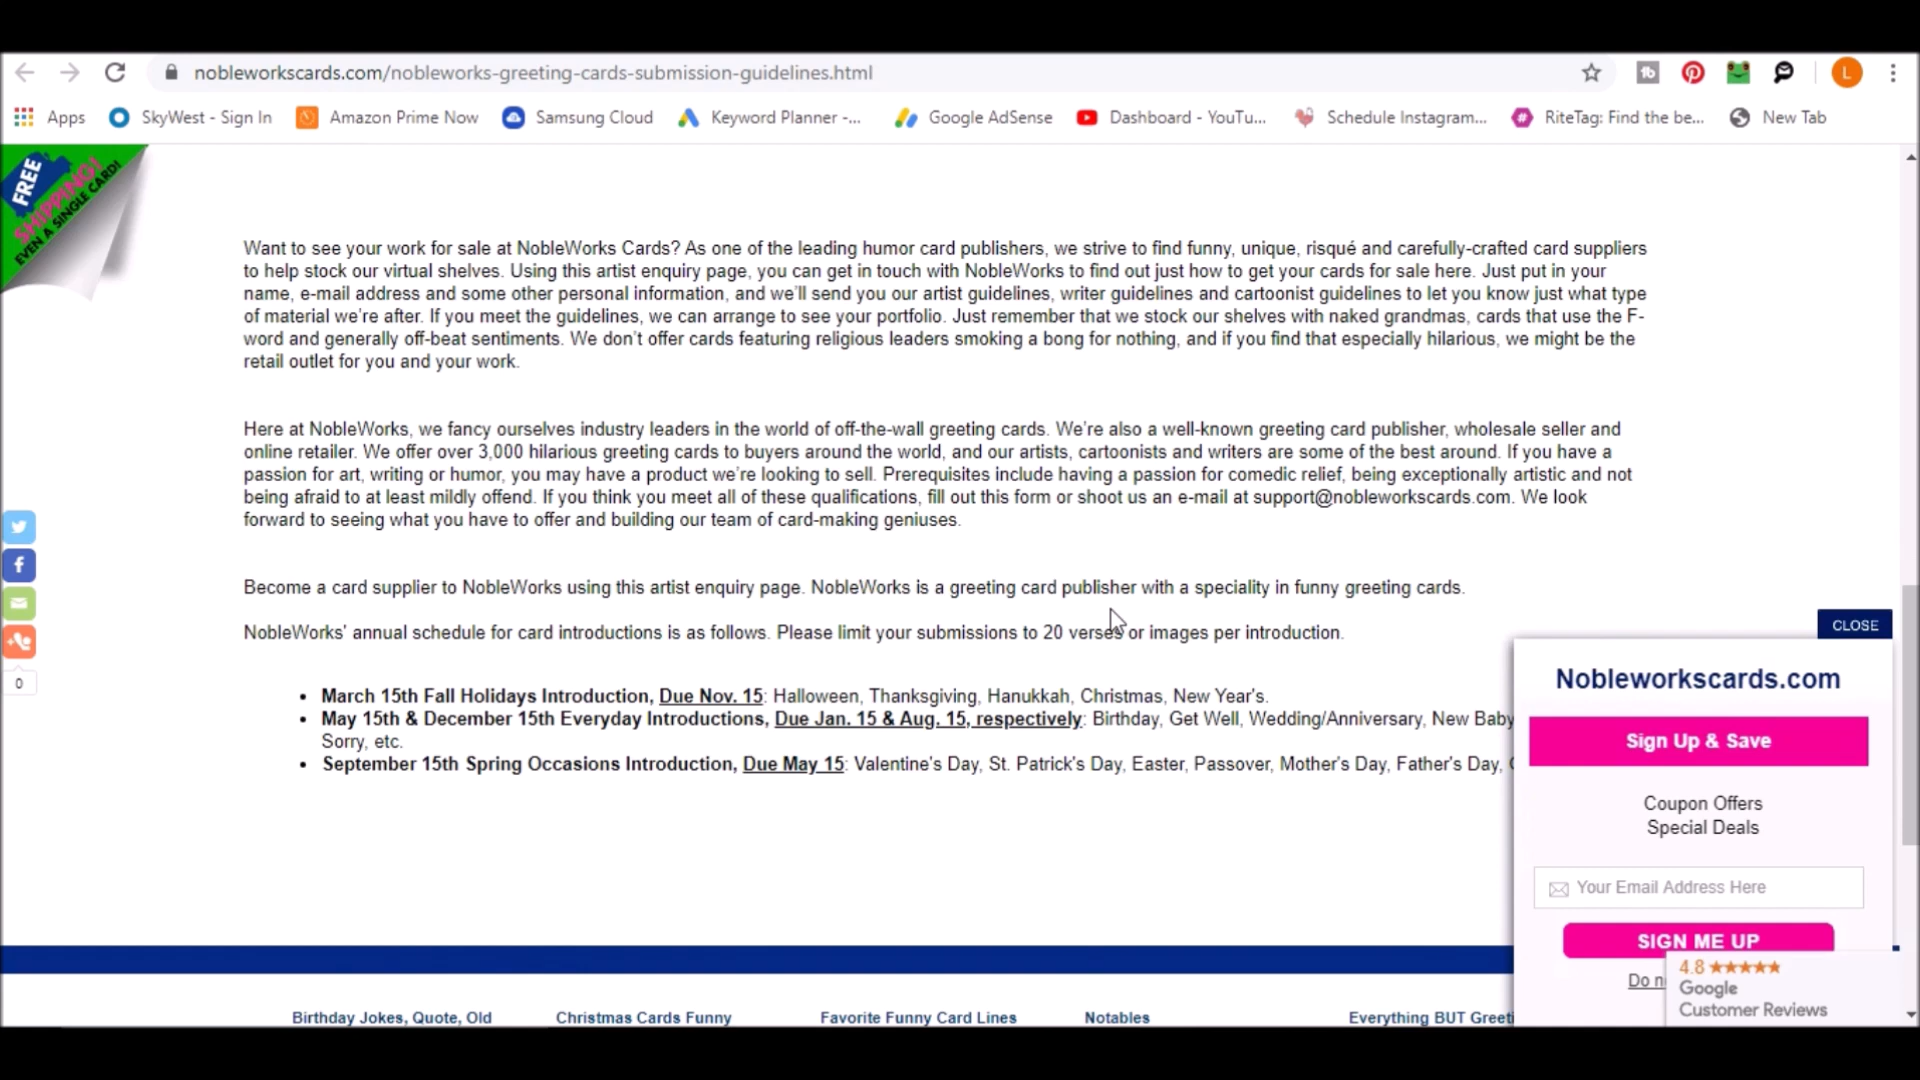 nobleworkscards.com/nobleworks-greeting-cards-submission-guidelines.html
L
Apps
SkyWest - Sign In
Amazon Prime Now
Samsung Cloud
Keyword Planner -...
Google AdSense
Dashboard - YouTu...
Schedule Instagram...
RiteTag: Find the be...
New Tab
FREE
SHIPPING!
EVEN A SINGLE CARD!
Want to see your work for sale at NobleWorks Cards? As one of the leading humor card publishers, we strive to find funny, unique, risqué and carefully-crafted card suppliers
to help stock our virtual shelves. Using this artist enquiry page, you can get in touch with NobleWorks to find out just how to get your cards for sale here. Just put in your
name, e-mail address and some other personal information, and we'll send you our artist guidelines, writer guidelines and cartoonist guidelines to let you know just what type
of material we're after. If you meet the guidelines, we can arrange to see your portfolio. Just remember that we stock our shelves with naked grandmas, cards that use the F-
word and generally off-beat sentiments. We don't offer cards featuring religious leaders smoking a bong for nothing, and if you find that especially hilarious, we might be the
retail outlet for you and your work.
Here at NobleWorks, we fancy ourselves industry leaders in the world of off-the-wall greeting cards. We're also a well-known greeting card publisher, wholesale seller and
online retailer. We offer over 3,000 hilarious greeting cards to buyers around the world, and our artists, cartoonists and writers are some of the best around. If you have a
passion for art, writing or humor, you may have a product we're looking to sell. Prerequisites include having a passion for comedic relief, being exceptionally artistic and not
being afraid to at least mildly offend. If you think you meet all of these qualifications, fill out this form or shoot us an e-mail at support@nobleworkscards.com. We look
forward to seeing what you have to offer and building our team of card-making geniuses.
Become a card supplier to NobleWorks using this artist enquiry page. NobleWorks is a greeting card publisher with a speciality in funny greeting cards.
NobleWorks' annual schedule for card introductions is as follows. Please limit your submissions to 20 verses or images per introduction.
• March 15th Fall Holidays Introduction, Due Nov. 15: Halloween, Thanksgiving, Hanukkah, Christmas, New Year's.
• May 15th & December 15th Everyday Introductions, Due Jan. 15 & Aug. 15, respectively: Birthday, Get Well, Wedding/Anniversary, New Baby
Sorry, etc.
• September 15th Spring Occasions Introduction, Due May 15: Valentine's Day, St. Patrick's Day, Easter, Passover, Mother's Day, Father's Day,
0
CLOSE
Nobleworkscards.com
Sign Up & Save
Coupon Offers
Special Deals
Your Email Address Here
SIGN ME UP
Do n
4.8 ★★★★★
Google
Customer Reviews
Birthday Jokes, Quote, Old
Christmas Cards Funny
Favorite Funny Card Lines
Notables
Everything BUT Greeti